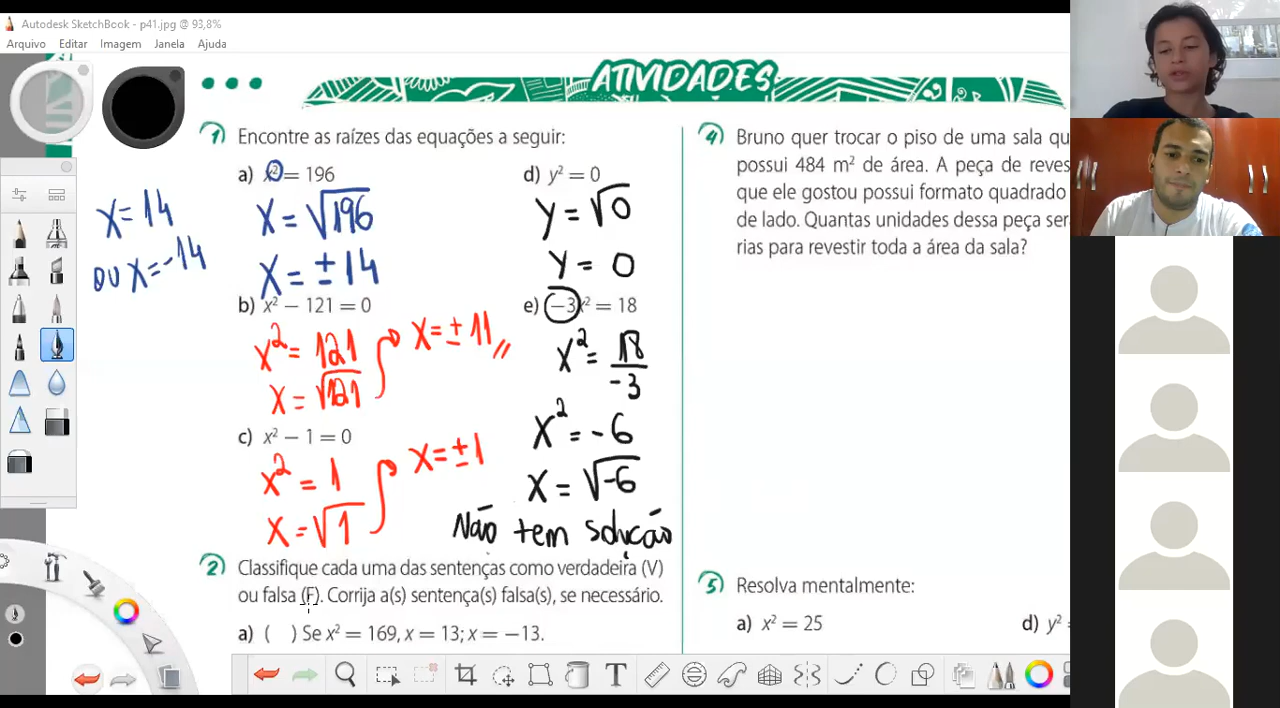 Autodesk SketchBook - p41.jpg @ 93,8%
Arquivo Editar Imagem Janela Ajuda
ATIVIDADES
1 Encontre as raízes das equações a seguir:
a) x² = 196
x = √196
x = ± 14
x = 14
ou x = -14
b) x² − 121 = 0
x² = 121
x = √121
x = ± 11
c) x² − 1 = 0
x² = 1
x = √1
x = ± 1
d) y² = 0
y = √0
y = 0
e) −3x² = 18
x² = 18/-3
x² = -6
x = √-6
Não tem solução
2 Classifique cada uma das sentenças como verdadeira (V)
ou falsa (F). Corrija a(s) sentença(s) falsa(s), se necessário.
a) ( ) Se x² = 169, x = 13; x = −13.
4 Bruno quer trocar o piso de uma sala qu
possui 484 m² de área. A peça de reves
que ele gostou possui formato quadrado
de lado. Quantas unidades dessa peça ser
rias para revestir toda a área da sala?
5 Resolva mentalmente:
a) x² = 25
d) y² =